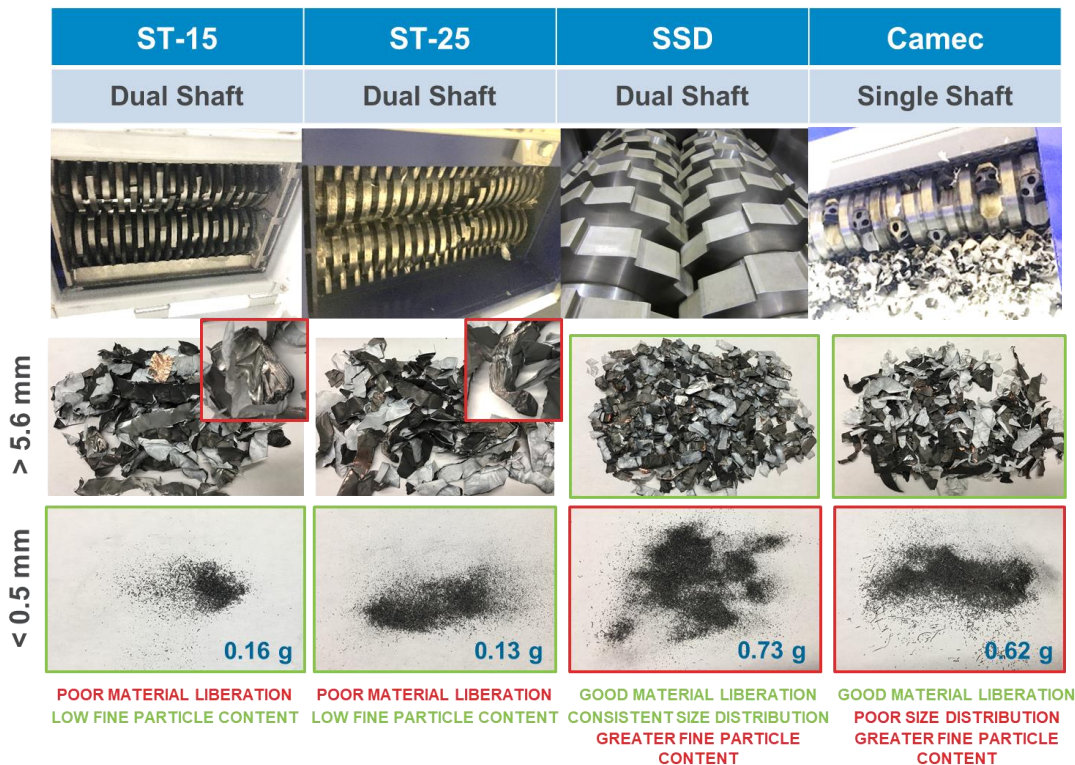 ST-15
ST-25
SSD
Camec
Dual Shaft
Dual Shaft
Dual Shaft
Single Shaft
> 5.6 mm
< 0.5 mm
0.16 g
0.13 g
0.73 g
0.62 g
POOR MATERIAL LIBERATION
LOW FINE PARTICLE CONTENT
POOR MATERIAL LIBERATION
LOW FINE PARTICLE CONTENT
GOOD MATERIAL LIBERATION
CONSISTENT SIZE DISTRIBUTION
GREATER FINE PARTICLE
CONTENT
GOOD MATERIAL LIBERATION
POOR SIZE DISTRIBUTION
GREATER FINE PARTICLE
CONTENT